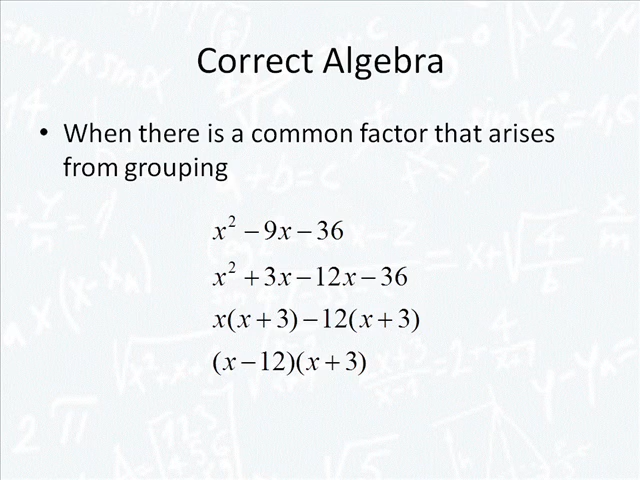 Correct Algebra
• When there is a common factor that arises
from grouping
x² − 9x − 36
x² + 3x − 12x − 36
x(x + 3) − 12(x + 3)
(x − 12)(x + 3)